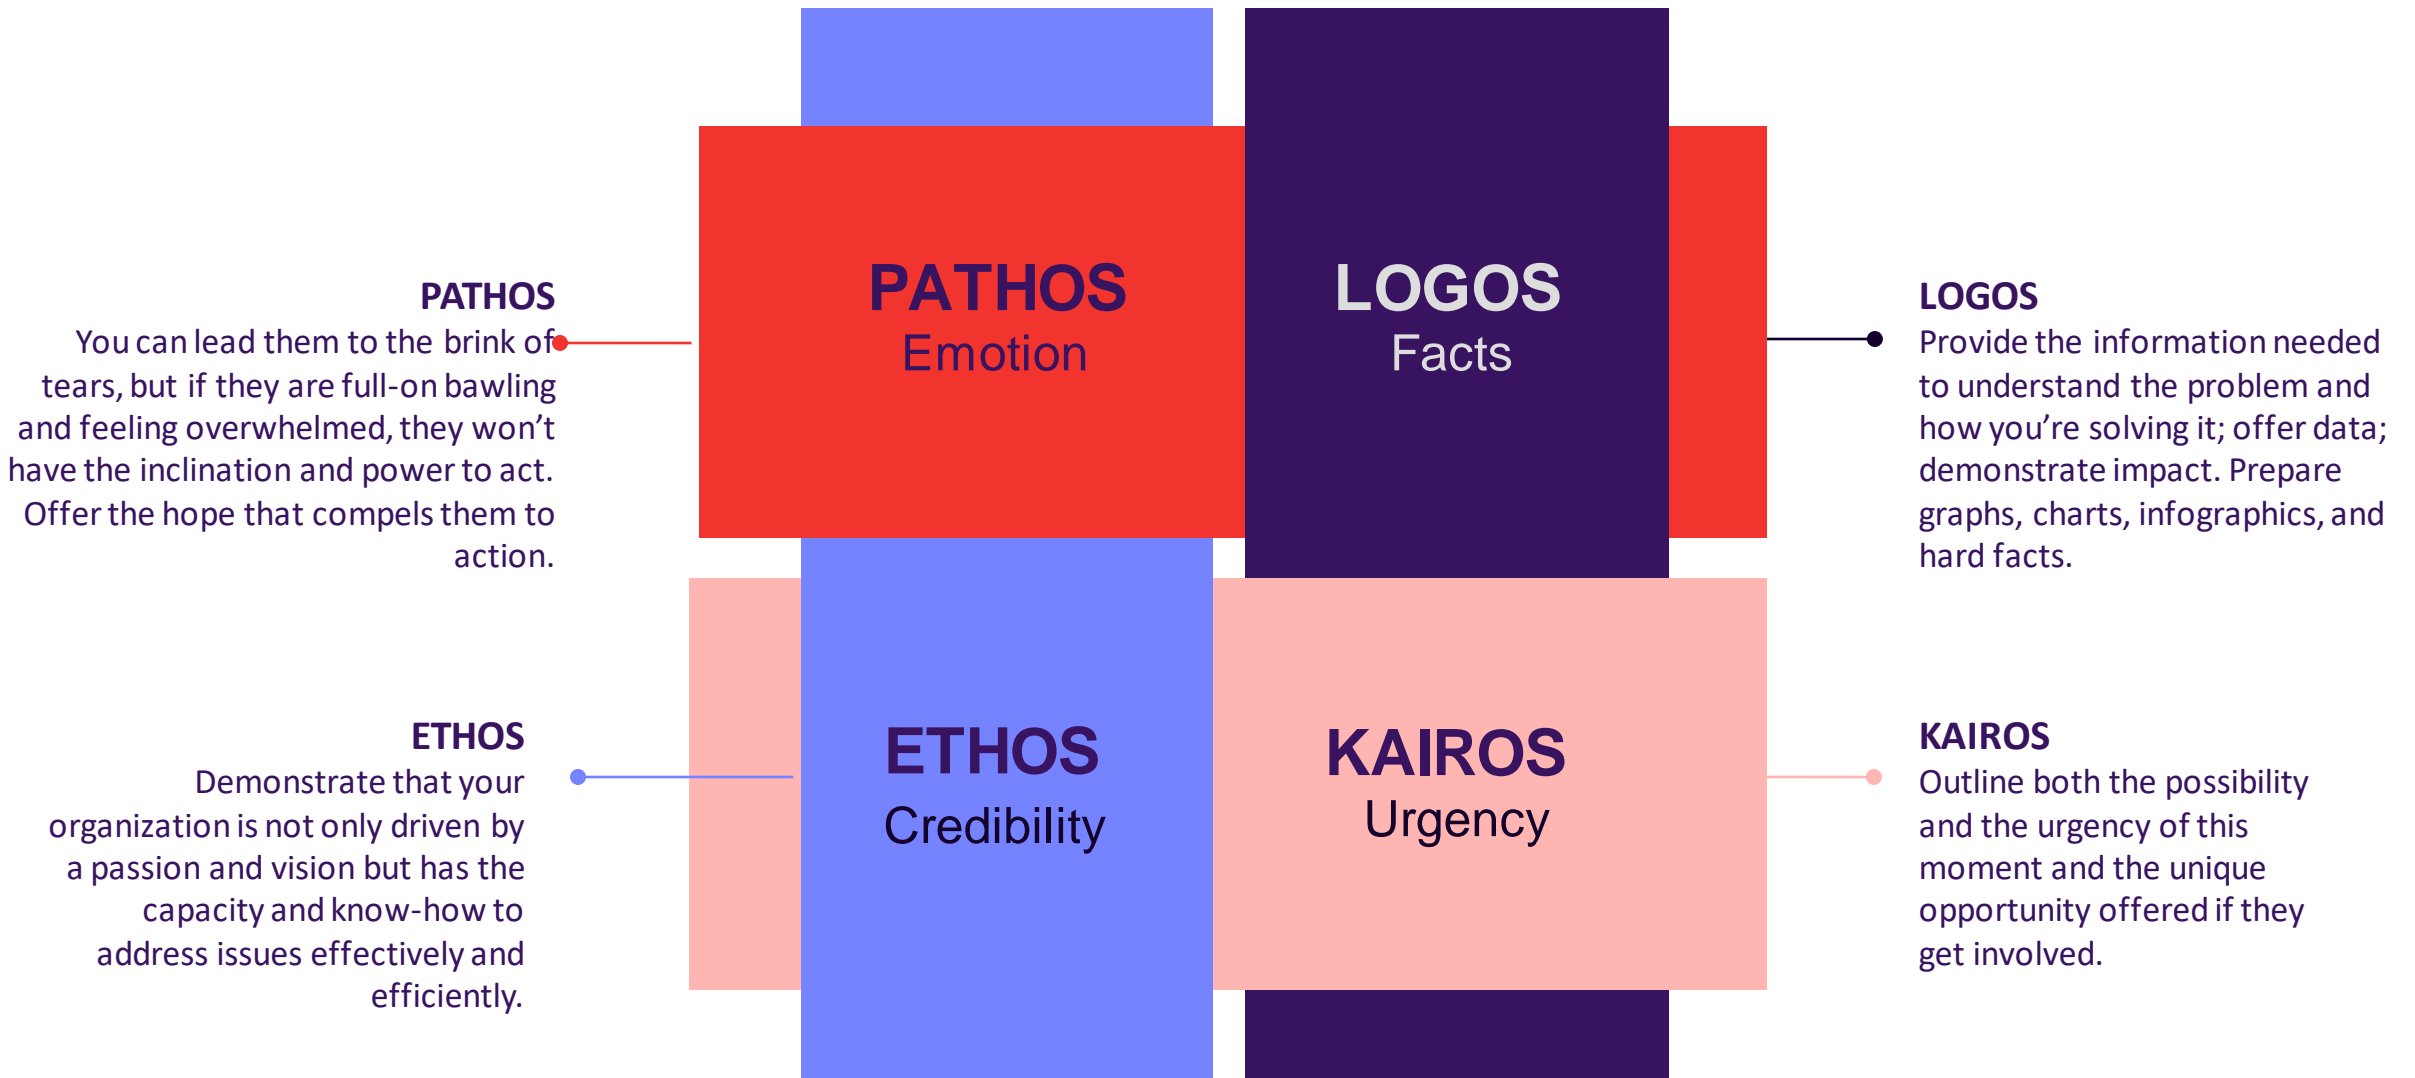 PATHOS
You can lead them to the brink of
tears, but if they are full-on bawling
and feeling overwhelmed, they won’t
have the inclination and power to act.
Offer the hope that compels them to
action.
PATHOS
Emotion
LOGOS
Facts
LOGOS
Provide the information needed
to understand the problem and
how you’re solving it; offer data;
demonstrate impact. Prepare
graphs, charts, infographics, and
hard facts.
ETHOS
Demonstrate that your
organization is not only driven by
a passion and vision but has the
capacity and know-how to
address issues effectively and
efficiently.
ETHOS
Credibility
KAIROS
Urgency
KAIROS
Outline both the possibility
and the urgency of this
moment and the unique
opportunity offered if they
get involved.